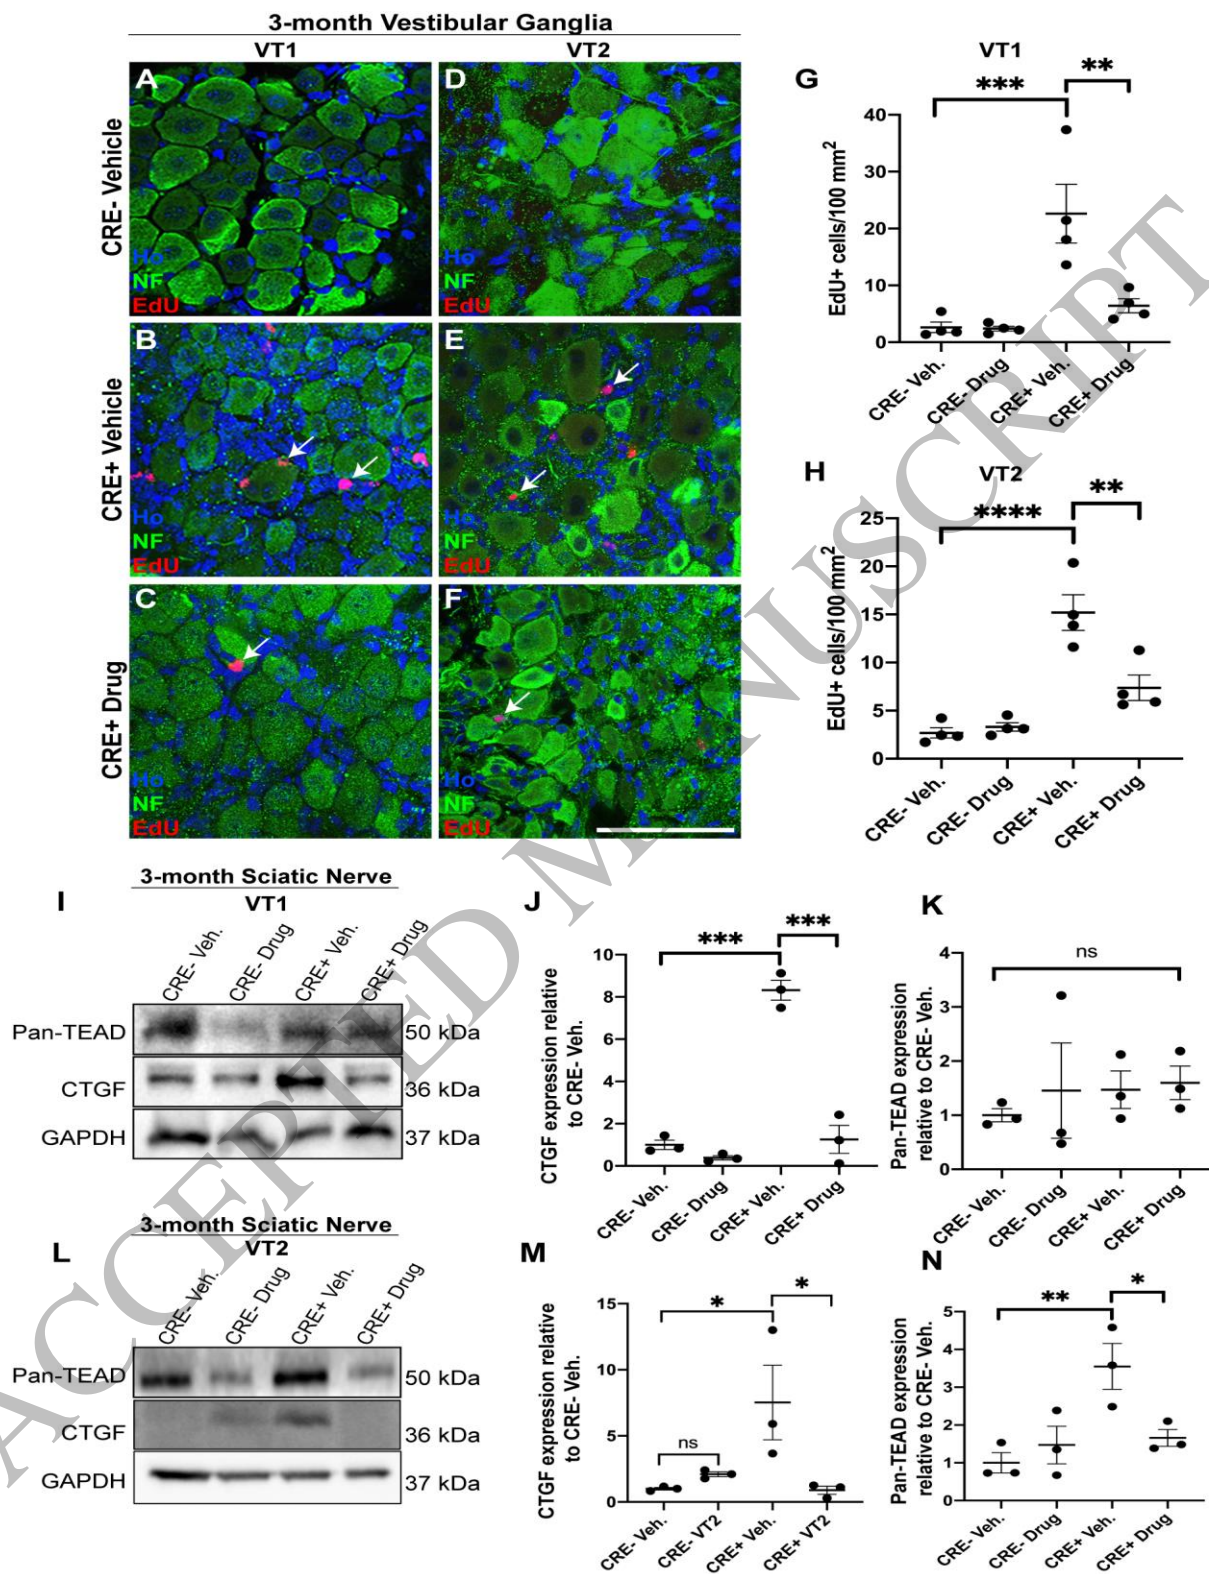 3-month Vestibular Ganglia
VT1
VT2
CRE- Vehicle
CRE+ Vehicle
CRE+ Drug
A
Ho
NF
EdU
D
Ho
NF
EdU
B
Ho
NF
EdU
E
Ho
NF
EdU
C
Ho
NF
EdU
F
Ho
NF
EdU
G
VT1
***
**
EdU+ cells/100 mm²
40
30
20
10
0
CRE- Veh.
CRE- Drug
CRE+ Veh.
CRE+ Drug
H
VT2
****
**
EdU+ cells/100 mm²
25
20
15
10
5
0
CRE- Veh.
CRE- Drug
CRE+ Veh.
CRE+ Drug
I
3-month Sciatic Nerve
VT1
CRE- Veh.
CRE- Drug
CRE+ Veh.
CRE+ Drug
Pan-TEAD
50 kDa
CTGF
36 kDa
GAPDH
37 kDa
J
***
***
CTGF expression relative
to CRE- Veh.
10
8
6
4
2
0
CRE- Veh.
CRE- Drug
CRE+ Veh.
CRE+ Drug
K
ns
Pan-TEAD expression
relative to CRE- Veh.
4
3
2
1
0
CRE- Veh.
CRE- Drug
CRE+ Veh.
CRE+ Drug
L
3-month Sciatic Nerve
VT2
CRE- Veh.
CRE- Drug
CRE+ Veh.
CRE+ Drug
Pan-TEAD
50 kDa
CTGF
36 kDa
GAPDH
37 kDa
M
*
*
ns
CTGF expression relative
to CRE- Veh.
15
10
5
0
CRE- Veh.
CRE- VT2
CRE+ Veh.
CRE+ VT2
N
**
*
Pan-TEAD expression
relative to CRE- Veh.
5
4
3
2
1
0
CRE- Veh.
CRE- Drug
CRE+ Veh.
CRE+ Drug
ACCEPTED MANUSCRIPT